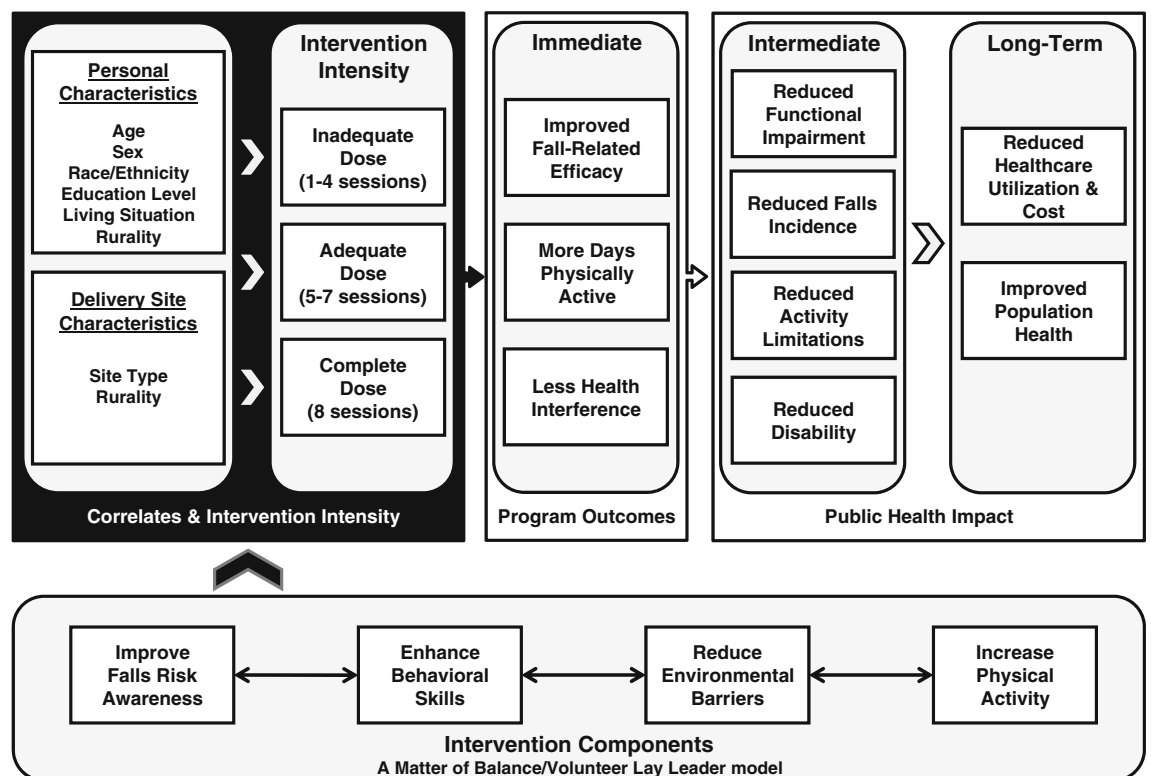 Personal
Characteristics
Age
Sex
Race/Ethnicity
Education Level
Living Situation
Rurality
Delivery Site
Characteristics
Site Type
Rurality
Intervention
Intensity
Inadequate
Dose
(1-4 sessions)
Adequate
Dose
(5-7 sessions)
Complete
Dose
(8 sessions)
Correlates & Intervention Intensity
Immediate
Improved
Fall-Related
Efficacy
More Days
Physically
Active
Less Health
Interference
Program Outcomes
Intermediate
Reduced
Functional
Impairment
Reduced Falls
Incidence
Reduced
Activity
Limitations
Reduced
Disability
Long-Term
Reduced
Healthcare
Utilization &
Cost
Improved
Population
Health
Public Health Impact
Improve
Falls Risk
Awareness
Enhance
Behavioral
Skills
Reduce
Environmental
Barriers
Increase
Physical
Activity
Intervention Components
A Matter of Balance/Volunteer Lay Leader model